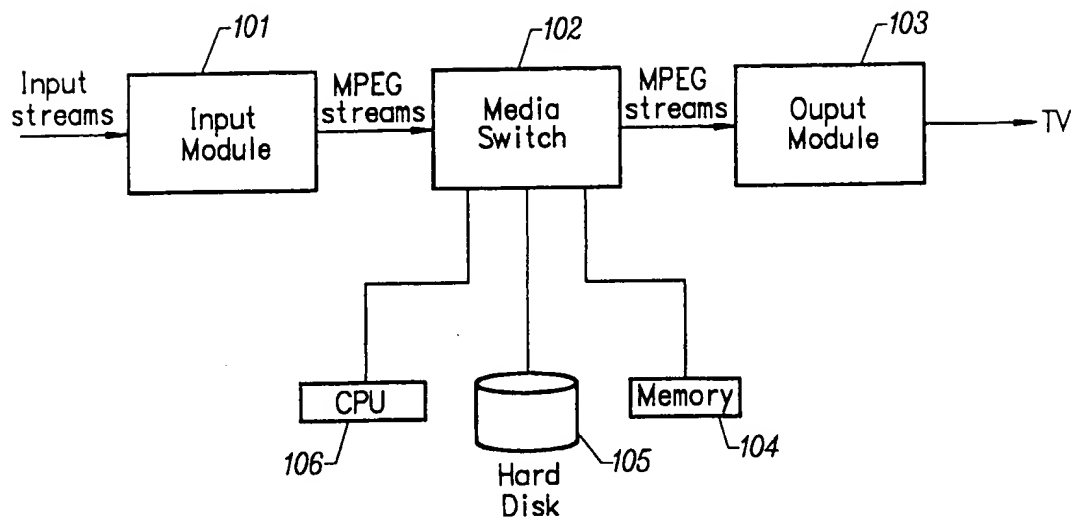 101
102
103
Input
streams
Input
Module
MPEG
streams
Media
Switch
MPEG
streams
Ouput
Module
TV
CPU
106
Hard
Disk
105
Memory
104